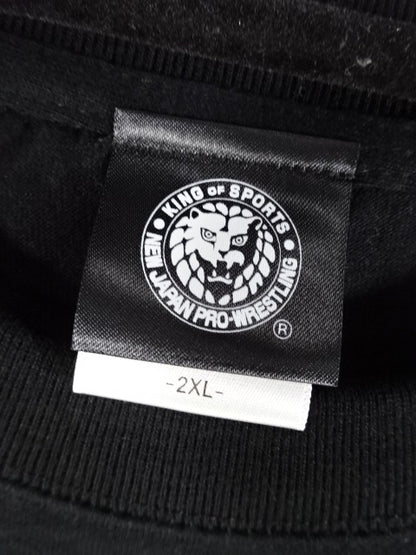 KING OF SPORTS
NEW JAPAN PRO-WRESTLING
®
-2XL-